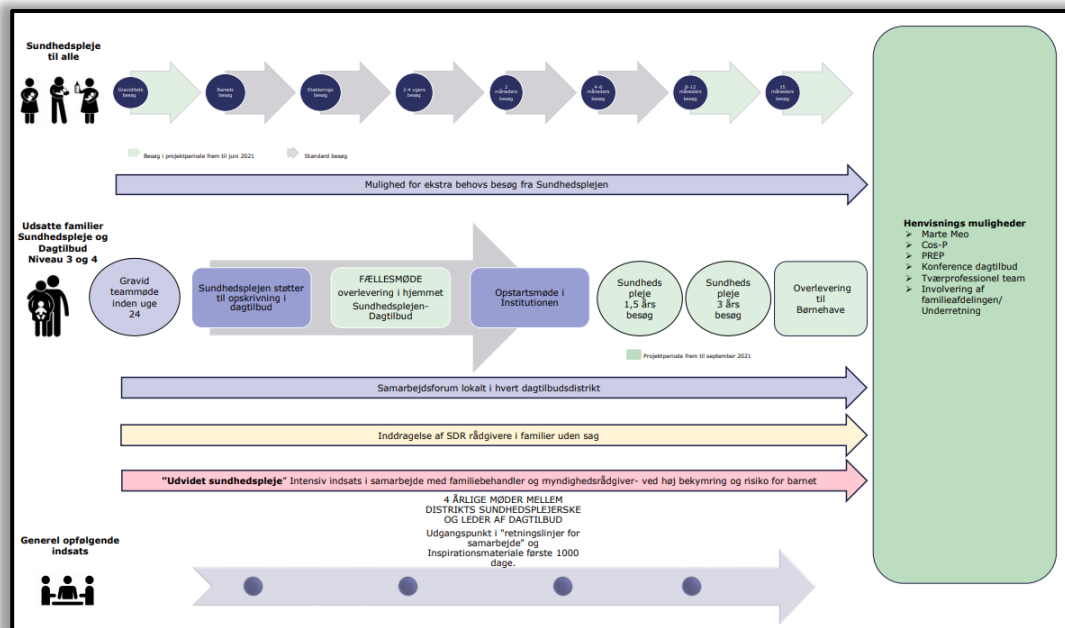 Sundhedspleje
til alle
Graviditets
besøg
Barsels
besøg
Etablerings
besøg
2-4 ugers
besøg
2
måneders
besøg
4-6
måneders
besøg
8-12
måneders
besøg
15
måneders
besøg
Besøg i projektperiode frem til juni 2021
Standard besøg
Mulighed for ekstra behovs besøg fra Sundhedsplejen
Udsatte familier
Sundhedspleje og
Dagtilbud
Niveau 3 og 4
Gravid
teammøde
inden uge
24
Sundhedsplejen støtter
til opskrivning i
dagtilbud
FÆLLESMØDE
overlevering i hjemmet
Sundhedsplejen-
Dagtilbud
Opstartsmøde i
Institutionen
Sundheds
pleje
1,5 års
besøg
Sundheds
pleje
3 års
besøg
Overlevering
til
Børnehave
Projektperiode frem til september 2021
Samarbejdsforum lokalt i hvert dagtilbudsdistrikt
Inddragelse af SDR rådgivere i familier uden sag
"Udvidet sundhedspleje" Intensiv indsats i samarbejde med familiebehandler og myndighedsrådgiver- ved høj bekymring og risiko for barnet
4 ÅRLIGE MØDER MELLEM
DISTRIKTS SUNDHEDSPLEJERSKE
OG LEDER AF DAGTILBUD
Udgangspunkt i "retningslinjer for
samarbejde" og
Inspirationsmateriale første 1000
dage.
Generel opfølgende
indsats
Henvisnings muligheder
➢ Marte Meo
➢ Cos-P
➢ PREP
➢ Konference dagtilbud
➢ Tværprofessionel team
➢ Involvering af
familieafdelingen/
Underretning